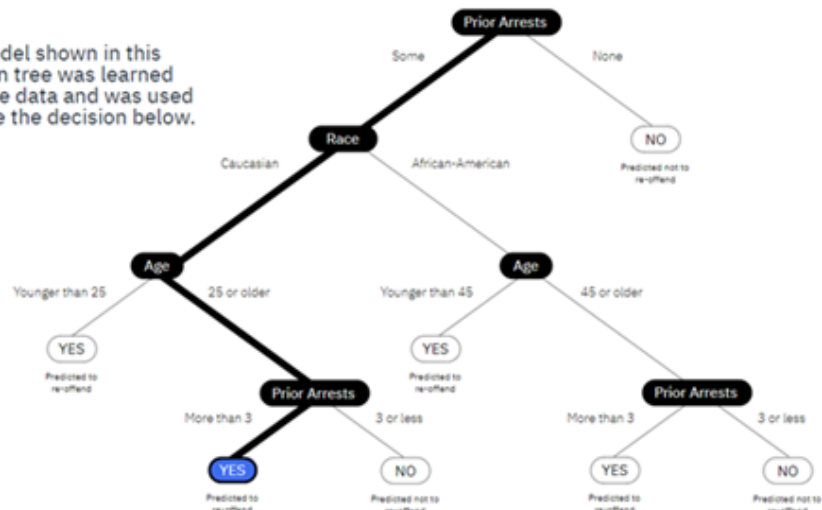 Prior Arrests
del shown in this
n tree was learned
e data and was used
e the decision below.
Some
None
Race
NO
Predicted not to
re-offend
Caucasian
African-American
Age
Age
Younger than 25
25 or older
Younger than 45
45 or older
YES
Predicted to
re-offend
YES
Predicted to
re-offend
Prior Arrests
Prior Arrests
More than 3
3 or less
More than 3
3 or less
YES
NO
YES
NO
Predicted to
Predicted not to
Predicted to
Predicted not to